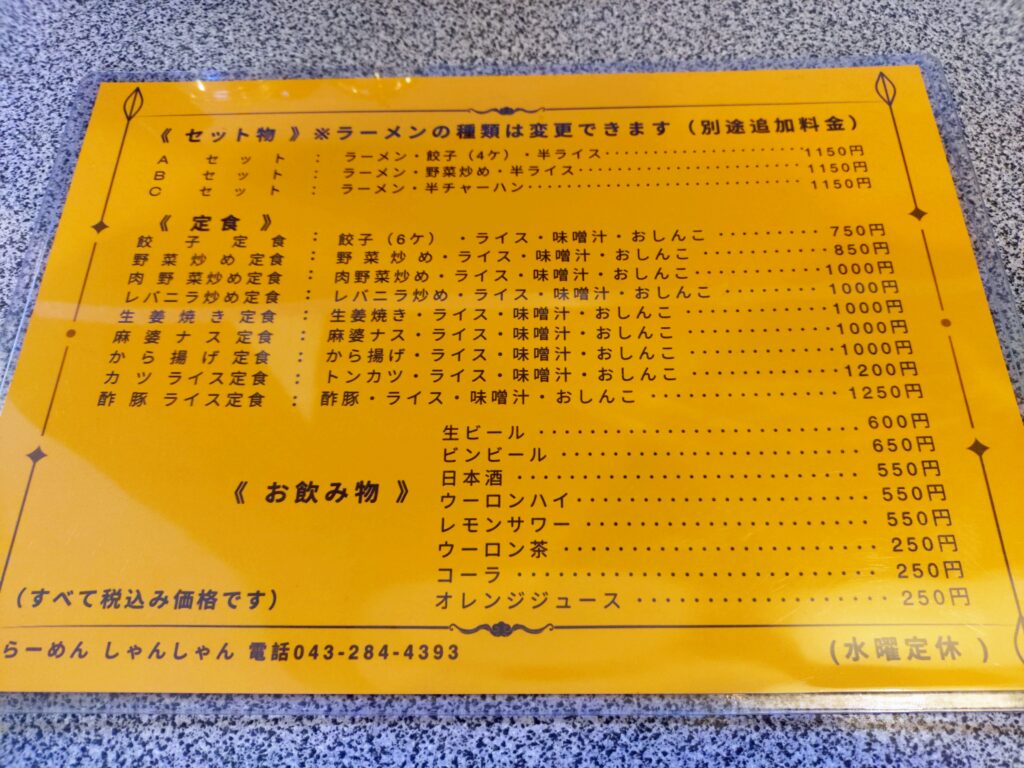 《 セット物 》※ラーメンの種類は変更できます（別途追加料金）
A セット : ラーメン・餃子（4ケ）・半ライス・・・・・・・・・・・・・・・・・・・・1150円
B セット : ラーメン・野菜炒め・半ライス・・・・・・・・・・・・・・・・・・・・・・1150円
C セット : ラーメン・半チャーハン・・・・・・・・・・・・・・・・・・・・・・・・・・1150円
《 定食 》
餃子定食 : 餃子（6ケ）・ライス・味噌汁・おしんこ ・・・・・・・・・750円
野菜炒め定食 : 野菜炒め・ライス・味噌汁・おしんこ・・・・・・・・・・850円
肉野菜炒め定食 : 肉野菜炒め・ライス・味噌汁・おしんこ・・・・・・・・・1000円
レバニラ炒め定食 : レバニラ炒め・ライス・味噌汁・おしんこ ・・・・・・・・1000円
生姜焼き定食 : 生姜焼き・ライス・味噌汁・おしんこ ・・・・・・・・・・・1000円
麻婆ナス定食 : 麻婆ナス・ライス・味噌汁・おしんこ ・・・・・・・・・・・1000円
から揚げ定食 : から揚げ・ライス・味噌汁・おしんこ ・・・・・・・・・・・1000円
カツライス定食 : トンカツ・ライス・味噌汁・おしんこ ・・・・・・・・・・・1200円
酢豚ライス定食 : 酢豚・ライス・味噌汁・おしんこ ・・・・・・・・・・・・・1250円
《 お飲み物 》
生ビール ・・・・・・・・・・・・・・・・・・・・・・600円
ビンビール ・・・・・・・・・・・・・・・・・・・・・650円
日本酒 ・・・・・・・・・・・・・・・・・・・・・・・550円
ウーロンハイ・・・・・・・・・・・・・・・・・・・・・550円
レモンサワー ・・・・・・・・・・・・・・・・・・・・550円
ウーロン茶 ・・・・・・・・・・・・・・・・・・・・・250円
コーラ ・・・・・・・・・・・・・・・・・・・・・・・250円
オレンジジュース ・・・・・・・・・・・・・・・・・・250円
（すべて税込み価格です）
らーめん しゃんしゃん 電話043-284-4393
(水曜定休 )